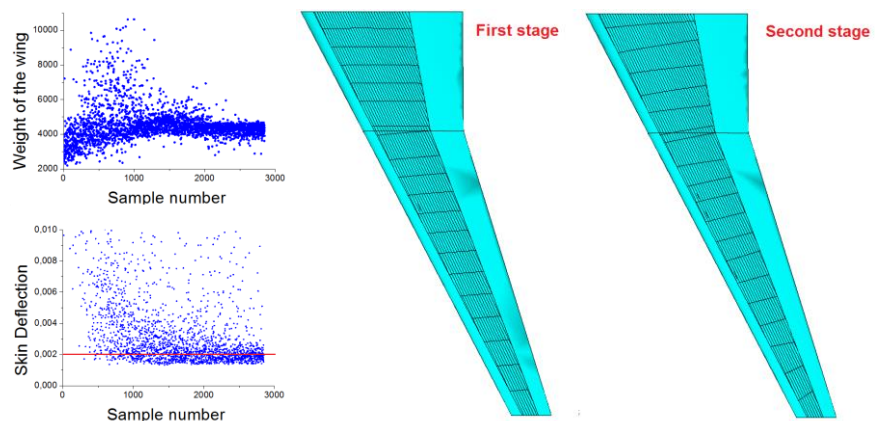 Weight of the wing
10000
8000
6000
4000
2000
0 1000 2000 3000
Sample number
Skin Deflection
0,010
0,008
0,006
0,004
0,002
0,000
0 1000 2000 3000
Sample number
First stage
Second stage